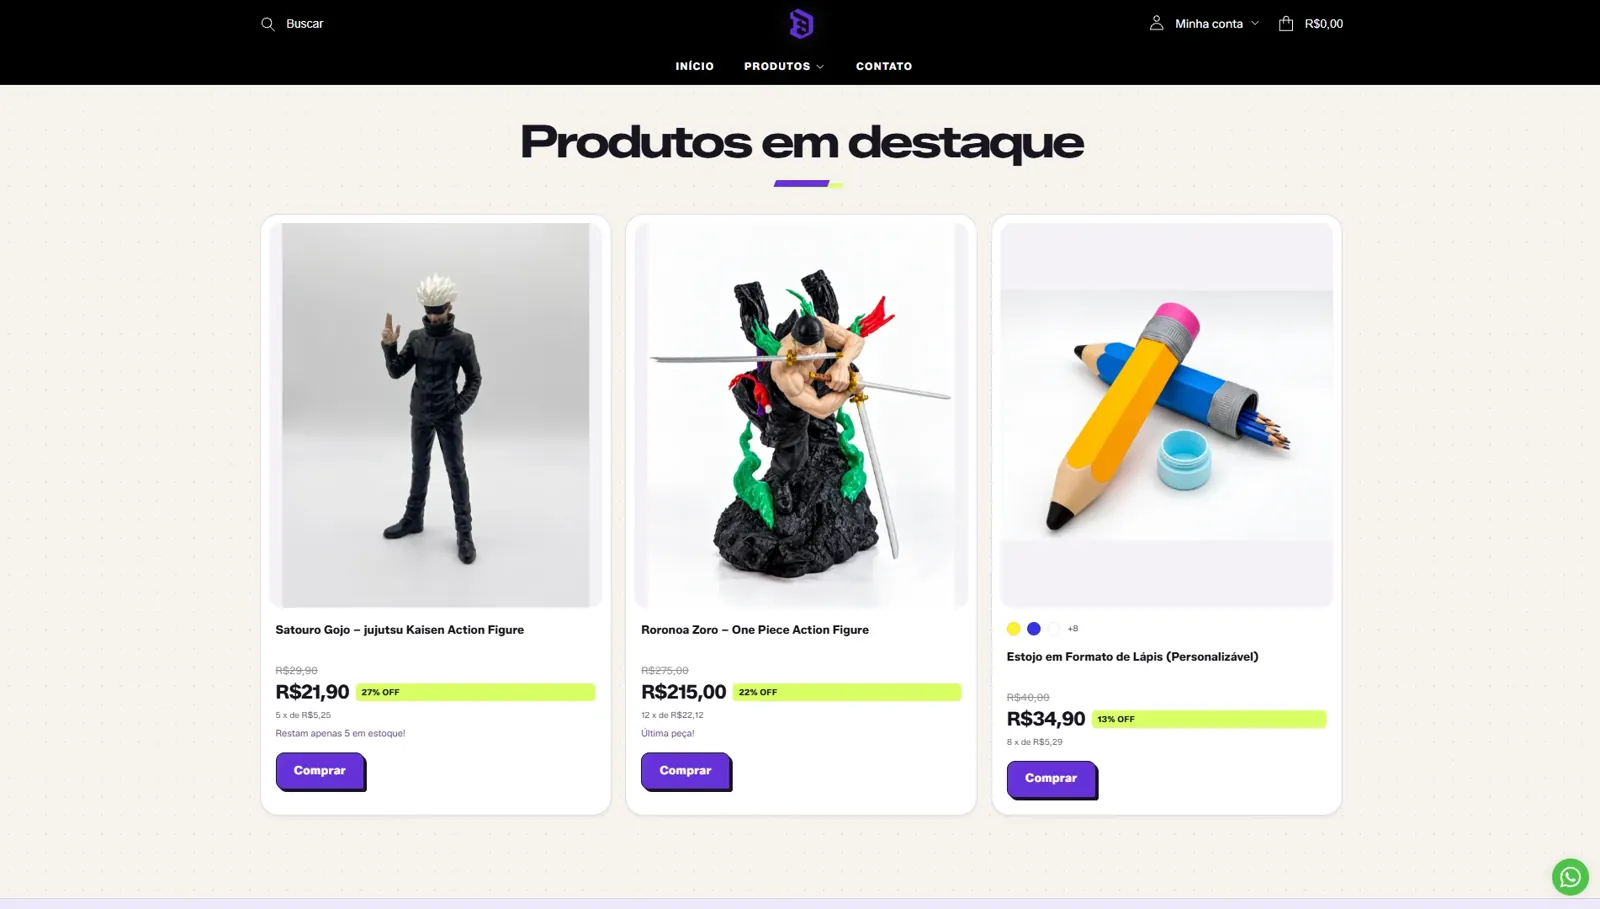 Buscar
Minha conta
R$0,00
INÍCIO
PRODUTOS
CONTATO
Produtos em destaque
Satouro Gojo – jujutsu Kaisen Action Figure
R$29,90
R$21,90
27% OFF
5 x de R$5,25
Restam apenas 5 em estoque!
Comprar
Roronoa Zoro – One Piece Action Figure
R$275,00
R$215,00
22% OFF
12 x de R$22,12
Última peça!
Comprar
+8
Estojo em Formato de Lápis (Personalizável)
R$40,00
R$34,90
13% OFF
8 x de R$5,29
Comprar